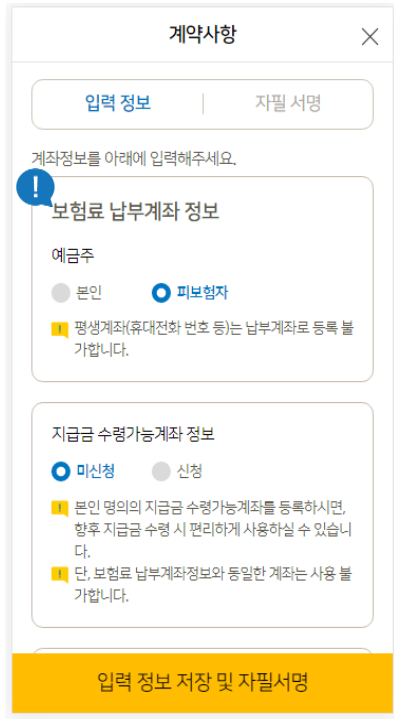 계약사항
입력 정보
자필 서명
계좌정보를 아래에 입력해주세요.
!
보험료 납부계좌 정보
예금주
본인
피보험자
! 평생계좌(휴대전화 번호 등)는 납부계좌로 등록 불
가합니다.
지급금 수령가능계좌 정보
미신청
신청
! 본인 명의의 지급금 수령가능계좌를 등록하시면,
향후 지급금 수령 시 편리하게 사용하실 수 있습니
다.
! 단, 보험료 납부계좌정보와 동일한 계좌는 사용 불
가합니다.
입력 정보 저장 및 자필서명